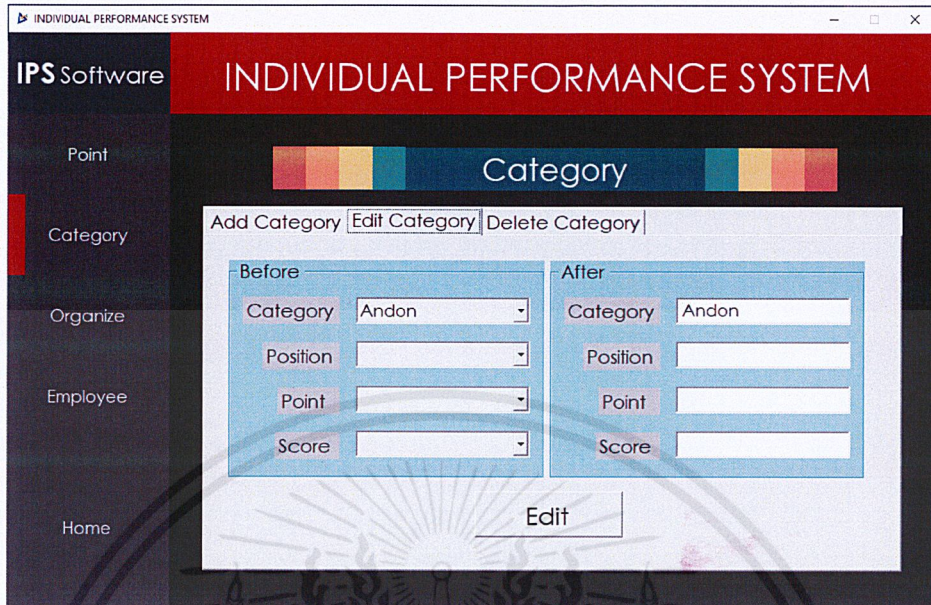 INDIVIDUAL PERFORMANCE SYSTEM
IPS Software
INDIVIDUAL PERFORMANCE SYSTEM
Point
Category
Organize
Employee
Home
Category
Add Category Edit Category Delete Category
Before
Category Andon
Position
Point
Score
After
Category Andon
Position
Point
Score
Edit